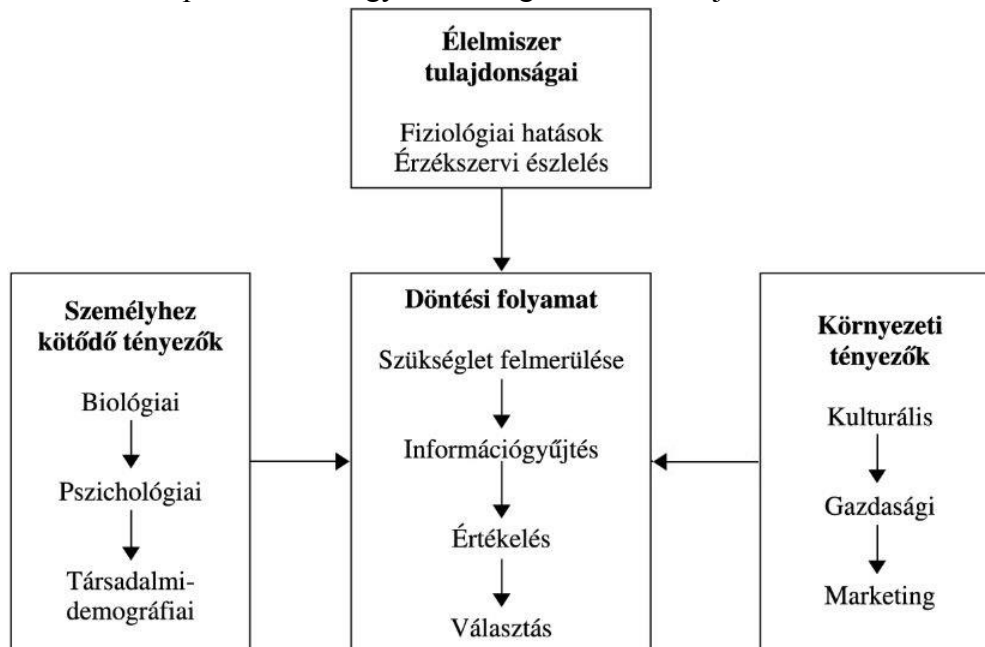 Élelmiszer
tulajdonságai
Fiziológiai hatások
Érzékszervi észlelés
Személyhez
kötődő tényezők
Biológiai
Pszichológiai
Társadalmi-
demográfiai
Döntési folyamat
Szükséglet felmerülése
Információgyűjtés
Értékelés
Választás
Környezeti
tényezők
Kulturális
Gazdasági
Marketing